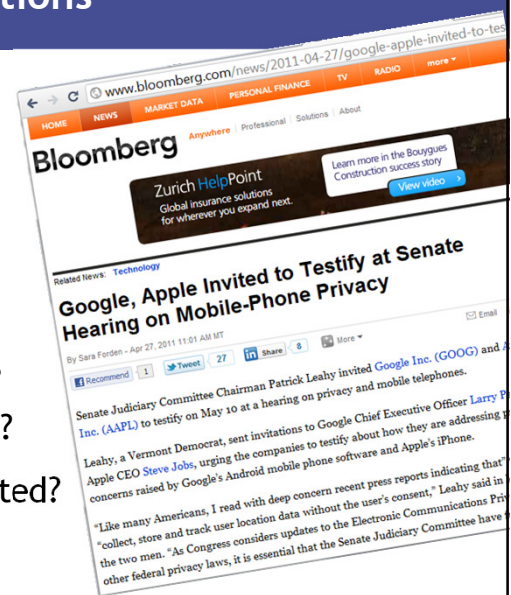 www.bloomberg.com/news/2011-04-27/google-apple-invited-to-tes
HOME NEWS MARKET DATA PERSONAL FINANCE TV RADIO more
Bloomberg Anywhere Professional Solutions About
Zurich HelpPoint
Global insurance solutions
for wherever you expand next.
Learn more in the Bouygues
Construction success story
View video
Related News: Technology
Google, Apple Invited to Testify at Senate
Hearing on Mobile-Phone Privacy
By Sara Forden - Apr 27, 2011 11:01 AM MT
Recommend 1 Tweet 27 in Share 8 More Email
Senate Judiciary Committee Chairman Patrick Leahy invited Google Inc. (GOOG) and
Inc. (AAPL) to testify on May 10 at a hearing on privacy and mobile telephones.
Leahy, a Vermont Democrat, sent invitations to Google Chief Executive Officer Larry
Apple CEO Steve Jobs, urging the companies to testify about how they are addressing
concerns raised by Google's Android mobile phone software and Apple's iPhone.
"Like many Americans, I read with deep concern recent press reports indicating that"
"collect, store and track user location data without the user's consent," Leahy said in
the two men. "As Congress considers updates to the Electronic Communications
other federal privacy laws, it is essential that the Senate Judiciary Committee have
?